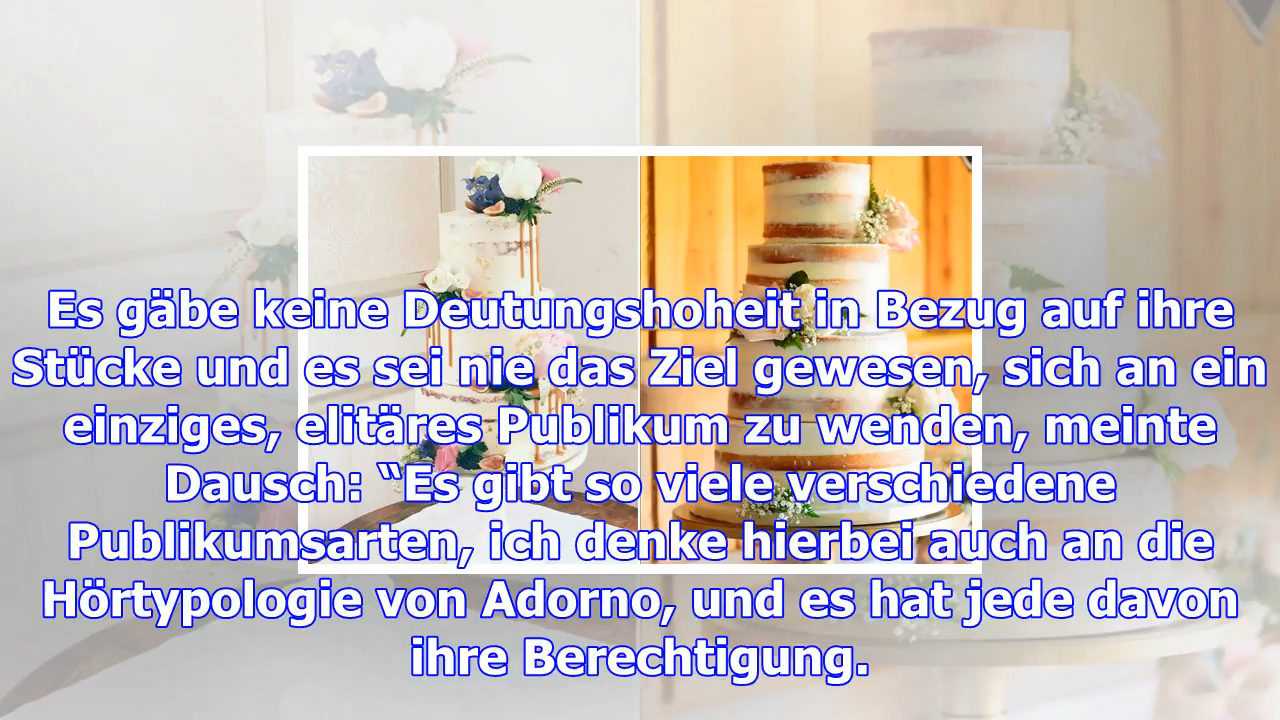 Es gäbe keine Deutungshoheit in Bezug auf ihre
Stücke und es sei nie das Ziel gewesen, sich an ein
einziges, elitäres Publikum zu wenden, meinte
Dausch: “Es gibt so viele verschiedene
Publikumsarten, ich denke hierbei auch an die
Hörtypologie von Adorno, und es hat jede davon
ihre Berechtigung.